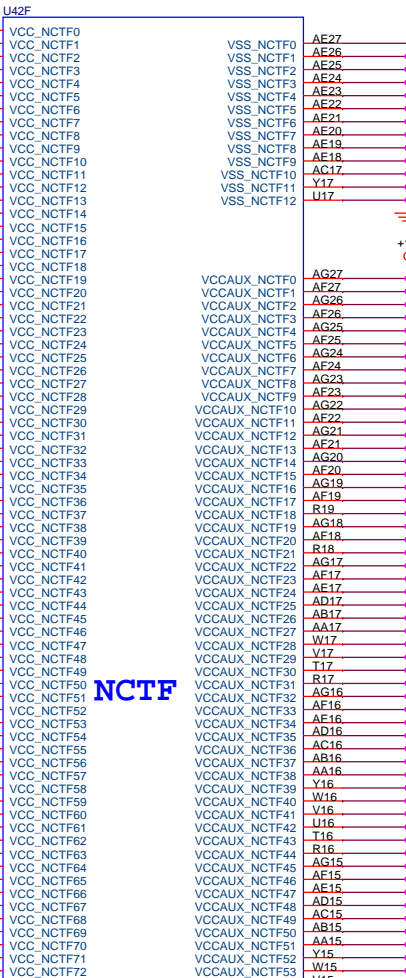 U42F
VCC_NCTF0
VCC_NCTF1 VSS_NCTF0 AE27
VCC_NCTF2 VSS_NCTF1 AE26
VCC_NCTF3 VSS_NCTF2 AE25
VCC_NCTF4 VSS_NCTF3 AE24
VCC_NCTF5 VSS_NCTF4 AE23
VCC_NCTF6 VSS_NCTF5 AE22
VCC_NCTF7 VSS_NCTF6 AE21
VCC_NCTF8 VSS_NCTF7 AE20
VCC_NCTF9 VSS_NCTF8 AE19
VCC_NCTF10 VSS_NCTF9 AE18
VCC_NCTF11 VSS_NCTF10 AC17
VCC_NCTF12 VSS_NCTF11 Y17
VCC_NCTF13 VSS_NCTF12 U17
VCC_NCTF14
VCC_NCTF15
VCC_NCTF16
VCC_NCTF17
VCC_NCTF18
VCC_NCTF19 VCCAUX_NCTF0 AG27
VCC_NCTF20 VCCAUX_NCTF1 AF27
VCC_NCTF21 VCCAUX_NCTF2 AG26
VCC_NCTF22 VCCAUX_NCTF3 AF26
VCC_NCTF23 VCCAUX_NCTF4 AG25
VCC_NCTF24 VCCAUX_NCTF5 AF25
VCC_NCTF25 VCCAUX_NCTF6 AG24
VCC_NCTF26 VCCAUX_NCTF7 AF24
VCC_NCTF27 VCCAUX_NCTF8 AG23
VCC_NCTF28 VCCAUX_NCTF9 AF23
VCC_NCTF29 VCCAUX_NCTF10 AG22
VCC_NCTF30 VCCAUX_NCTF11 AF22
VCC_NCTF31 VCCAUX_NCTF12 AG21
VCC_NCTF32 VCCAUX_NCTF13 AF21
VCC_NCTF33 VCCAUX_NCTF14 AG20
VCC_NCTF34 VCCAUX_NCTF15 AF20
VCC_NCTF35 VCCAUX_NCTF16 AG19
VCC_NCTF36 VCCAUX_NCTF17 AF19
VCC_NCTF37 VCCAUX_NCTF18 R19
VCC_NCTF38 VCCAUX_NCTF19 AG18
VCC_NCTF39 VCCAUX_NCTF20 AF18
VCC_NCTF40 VCCAUX_NCTF21 R18
VCC_NCTF41 VCCAUX_NCTF22 AG17
VCC_NCTF42 VCCAUX_NCTF23 AF17
VCC_NCTF43 VCCAUX_NCTF24 AE17
VCC_NCTF44 VCCAUX_NCTF25 AD17
VCC_NCTF45 VCCAUX_NCTF26 AB17
VCC_NCTF46 VCCAUX_NCTF27 AA17
VCC_NCTF47 VCCAUX_NCTF28 W17
VCC_NCTF48 VCCAUX_NCTF29 V17
VCC_NCTF49 VCCAUX_NCTF30 T17
VCC_NCTF50 VCCAUX_NCTF31 R17
NCTF
VCC_NCTF51 VCCAUX_NCTF32 AG16
VCC_NCTF52 VCCAUX_NCTF33 AF16
VCC_NCTF53 VCCAUX_NCTF34 AE16
VCC_NCTF54 VCCAUX_NCTF35 AD16
VCC_NCTF55 VCCAUX_NCTF36 AC16
VCC_NCTF56 VCCAUX_NCTF37 AB16
VCC_NCTF57 VCCAUX_NCTF38 AA16
VCC_NCTF58 VCCAUX_NCTF39 Y16
VCC_NCTF59 VCCAUX_NCTF40 W16
VCC_NCTF60 VCCAUX_NCTF41 V16
VCC_NCTF61 VCCAUX_NCTF42 U16
VCC_NCTF62 VCCAUX_NCTF43 T16
VCC_NCTF63 VCCAUX_NCTF44 R16
VCC_NCTF64 VCCAUX_NCTF45 AG15
VCC_NCTF65 VCCAUX_NCTF46 AF15
VCC_NCTF66 VCCAUX_NCTF47 AE15
VCC_NCTF67 VCCAUX_NCTF48 AD15
VCC_NCTF68 VCCAUX_NCTF49 AC15
VCC_NCTF69 VCCAUX_NCTF50 AB15
VCC_NCTF70 VCCAUX_NCTF51 AA15
VCC_NCTF71 VCCAUX_NCTF52 Y15
VCC_NCTF72 VCCAUX_NCTF53 W15